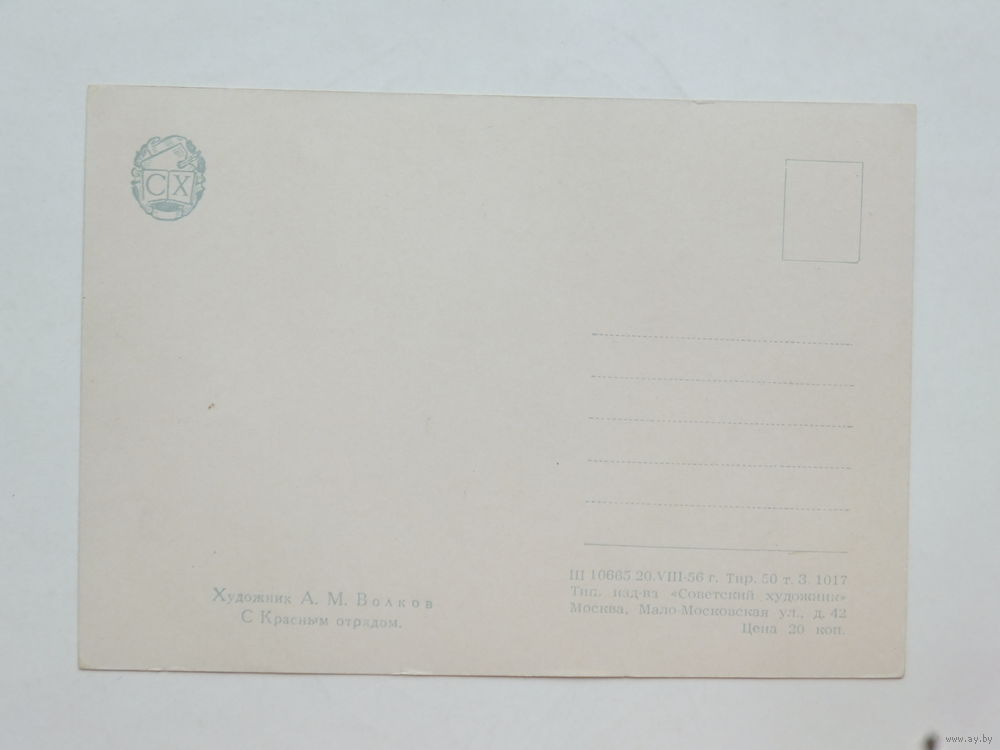 СХ
Художник А. М. Волков
С Красным отрядом.
Ш 10665 20.VIII-56 г. Тир. 50 т. З. 1017
Тип. изд-ва «Советский художник»
Москва, Мало-Московская ул., д. 42
Цена 20 коп.
www.ay.by